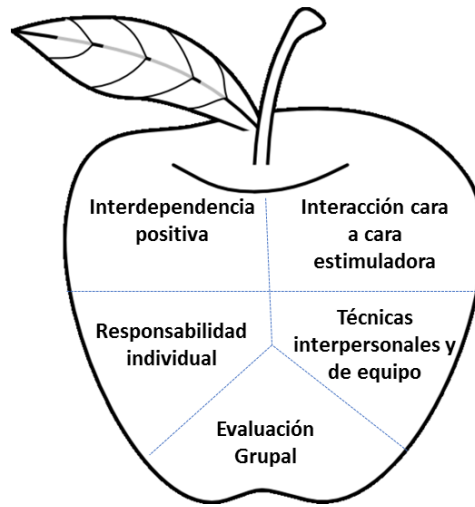 Interdependencia
positiva
Interacción cara
a cara
estimuladora
Responsabilidad
individual
Técnicas
interpersonales y
de equipo
Evaluación
Grupal